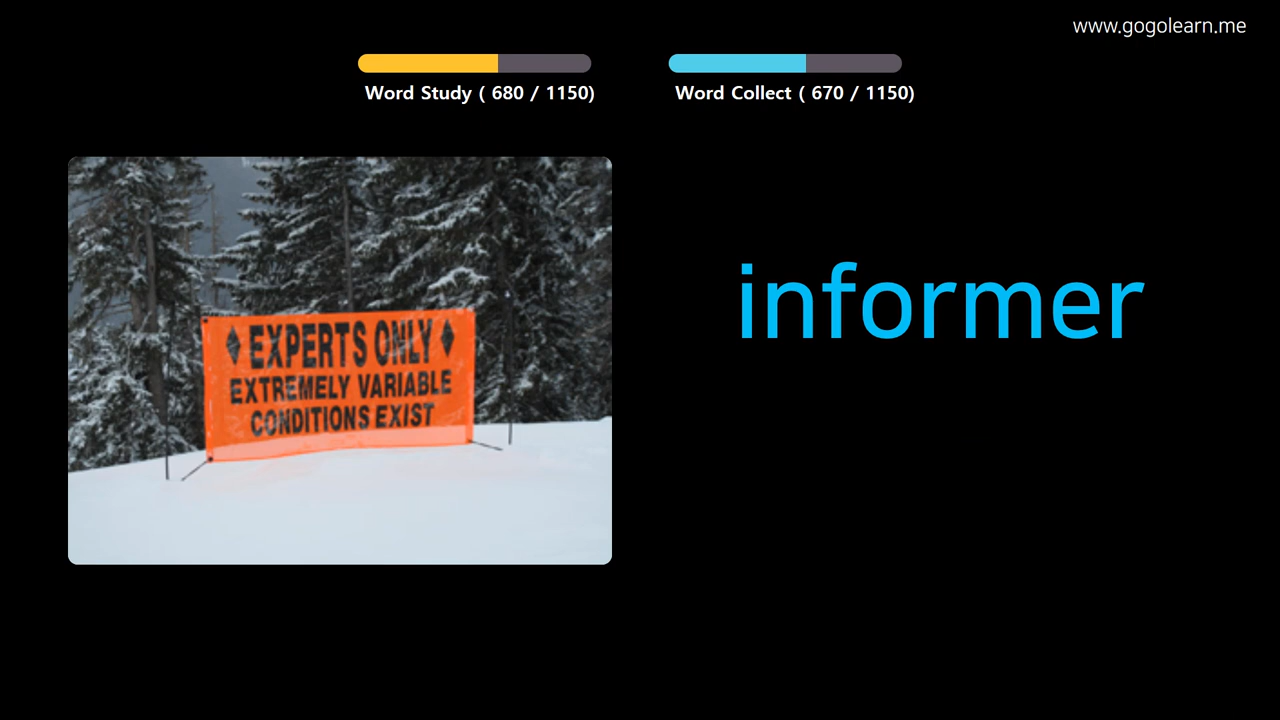 www.gogolearn.me
Word Study ( 680 / 1150)
Word Collect ( 670 / 1150)
EXPERTS ONLY
EXTREMELY VARIABLE
CONDITIONS EXIST
informer